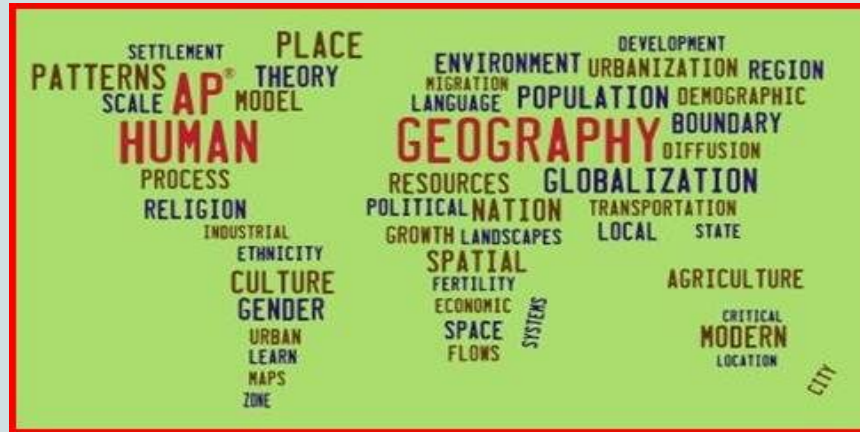 SETTLEMENT PLACE
PATTERNS AP® THEORY
SCALE MODEL
HUMAN
PROCESS
RELIGION
INDUSTRIAL
ETHNICITY
CULTURE
GENDER
URBAN
LEARN
MAPS
ZONE
DEVELOPMENT
ENVIRONMENT URBANIZATION REGION
MIGRATION
LANGUAGE POPULATION DEMOGRAPHIC
GEOGRAPHY BOUNDARY
DIFFUSION
RESOURCES GLOBALIZATION
POLITICAL NATION TRANSPORTATION
GROWTH LANDSCAPES LOCAL STATE
SPATIAL
FERTILITY
ECONOMIC
SPACE SYSTEMS
FLOWS
AGRICULTURE
CRITICAL
MODERN
LOCATION
CITY